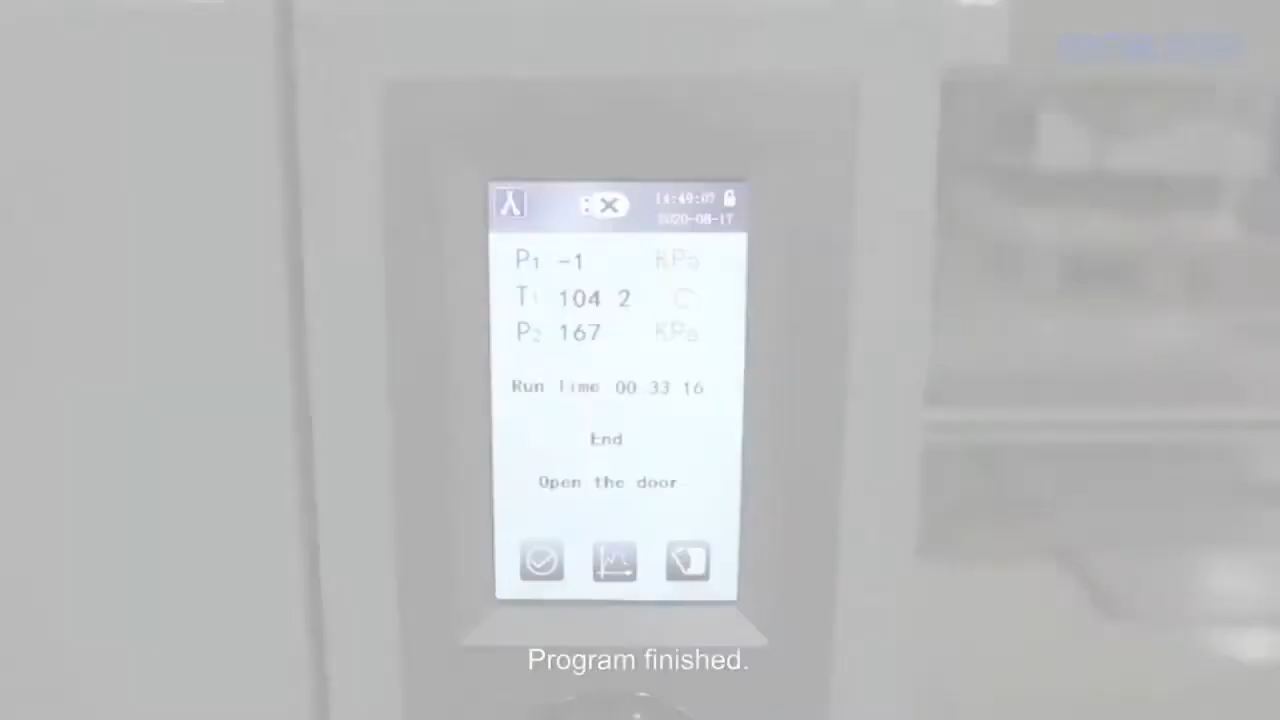 14:49:07
2020-08-17
P1 -1 KPa
T1 104 2 C
P2 167 KPa
Run Time 00 33 16
End
Open the door
Program finished.